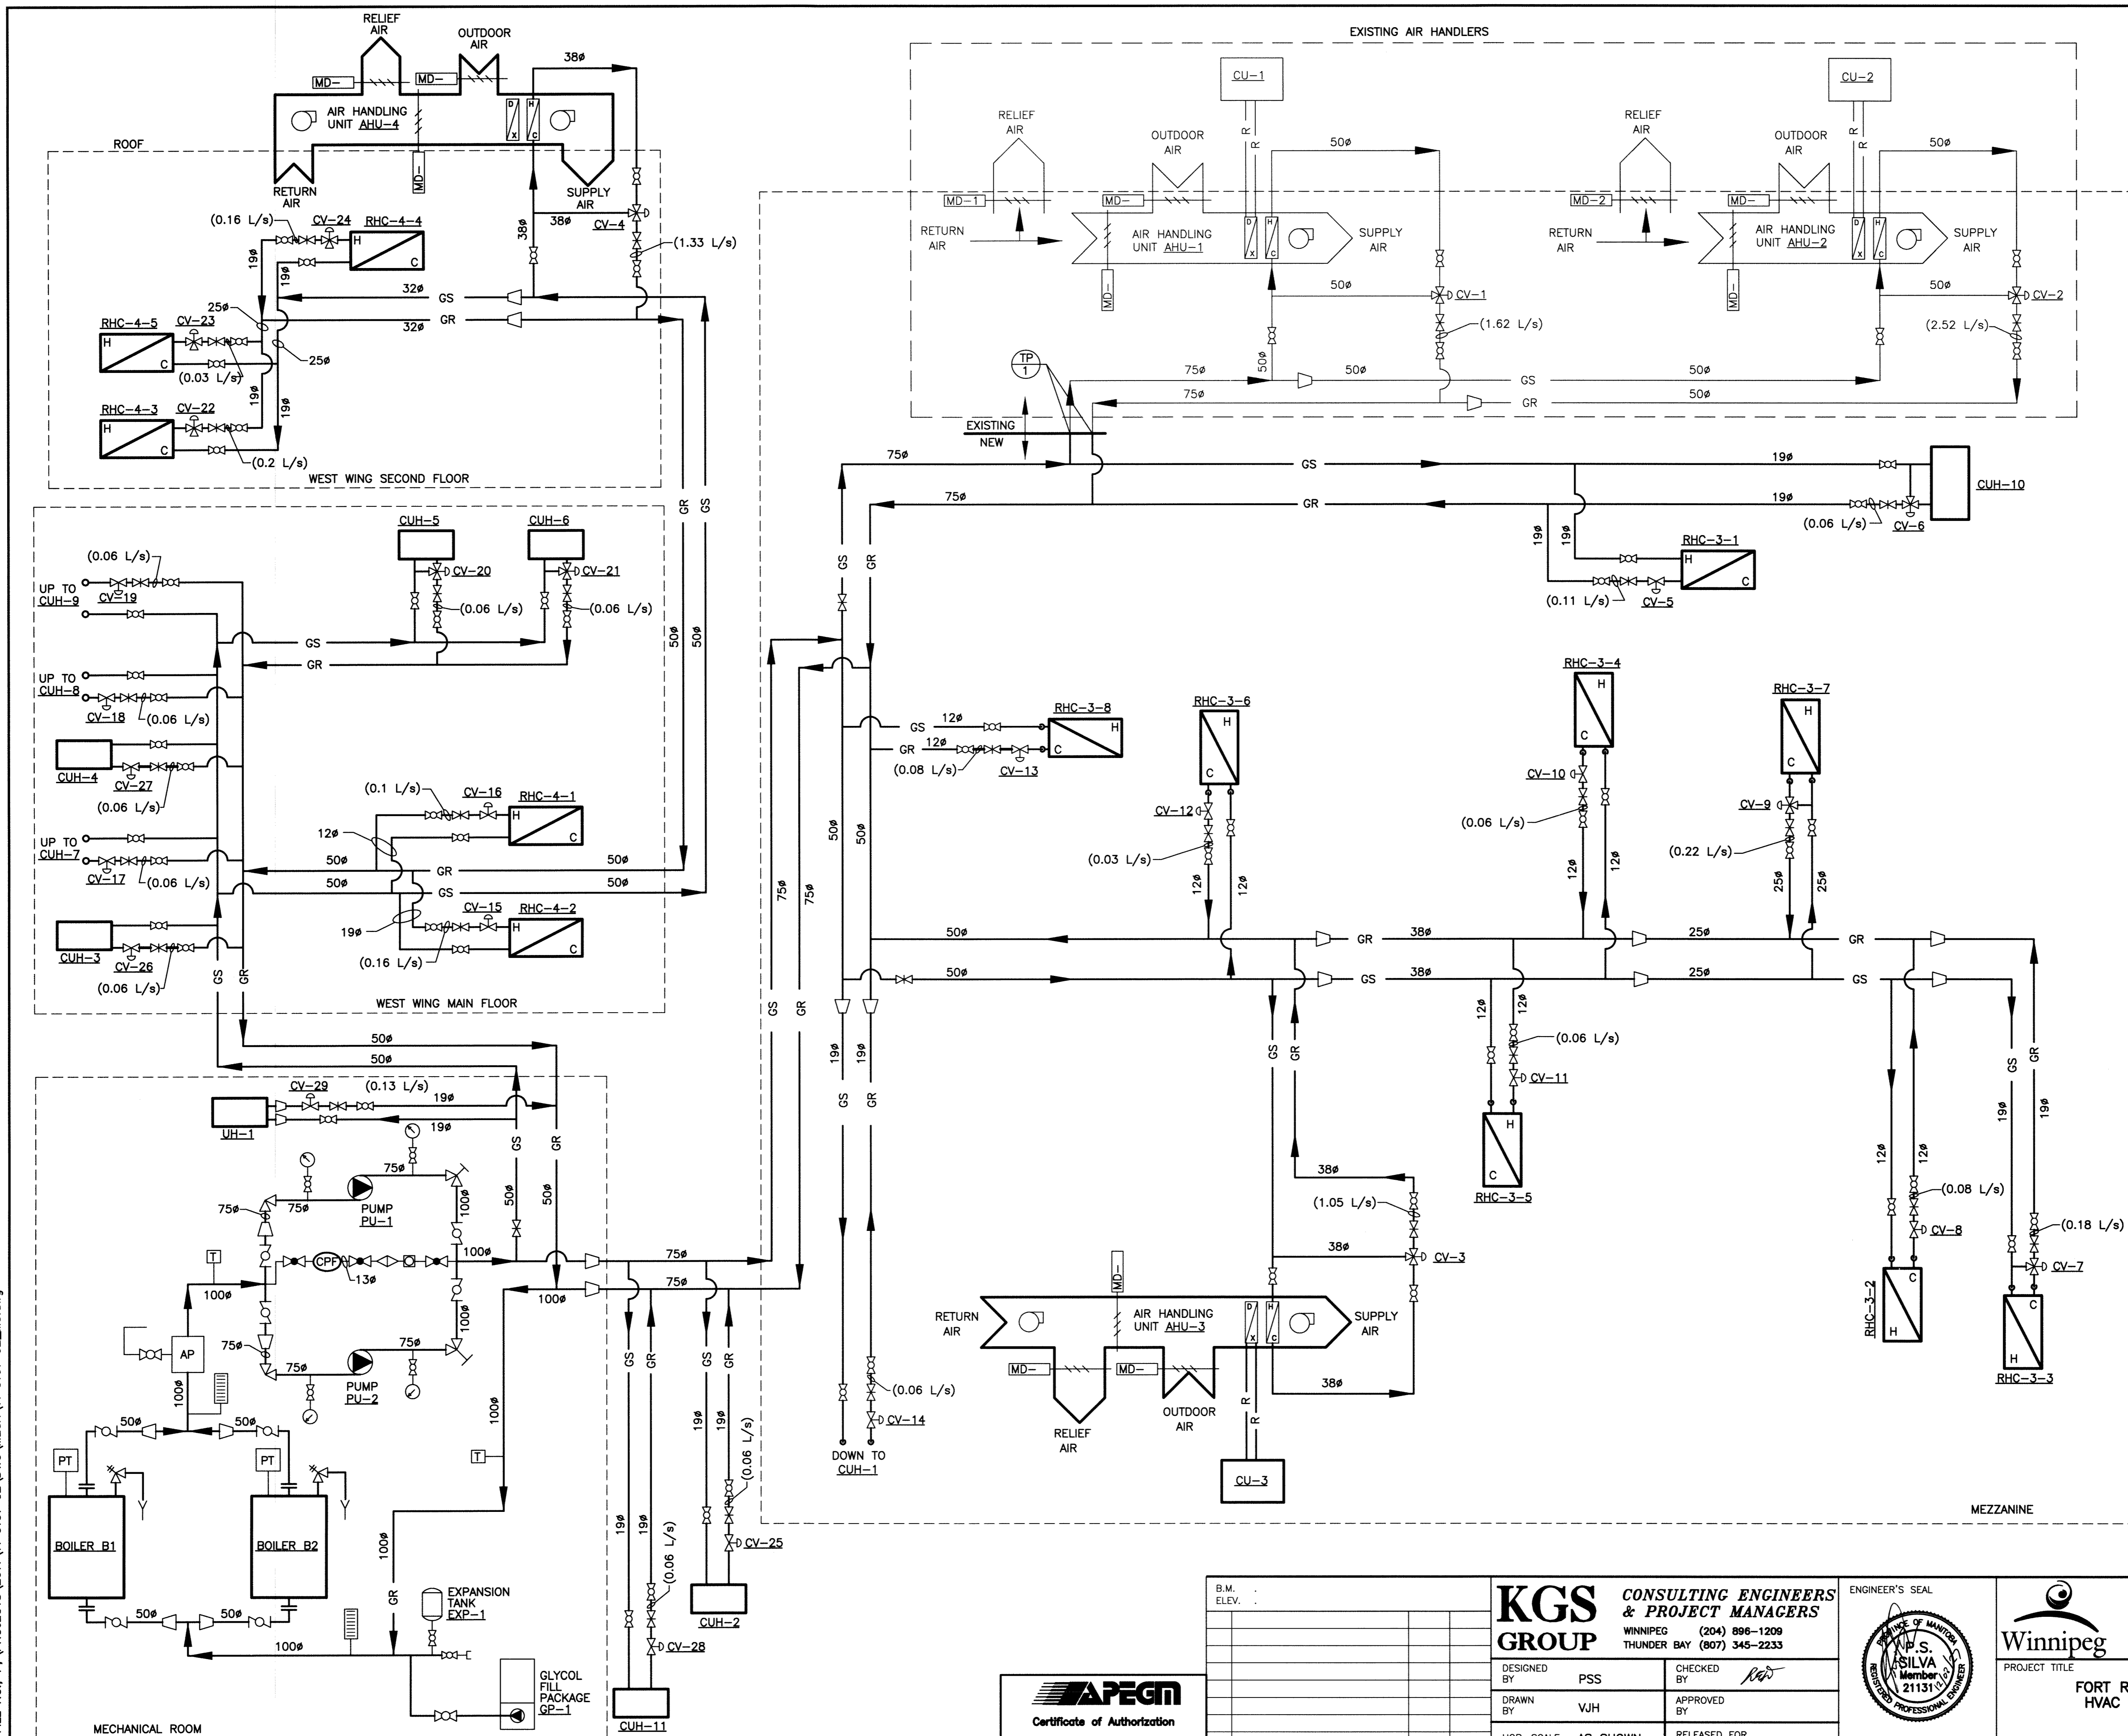 RELIEF
AIR
OUTDOOR
AIR
38ø
MD-
MD-
AIR HANDLING
UNIT AHU-4
D
X
H
C
MD-
ROOF
RETURN
AIR
SUPPLY
AIR
38ø
38ø
CV-4
(1.33 L/s)
(0.16 L/s)
CV-24
RHC-4-4
H
C
19ø
19ø
32ø
GS
32ø
GR
25ø
25ø
RHC-4-5
CV-23
H
C
(0.03 L/s)
19ø
19ø
RHC-4-3
CV-22
H
C
(0.2 L/s)
WEST WING SECOND FLOOR
GR
GS
50ø
50ø
CUH-5
CUH-6
CV-20
CV-21
(0.06 L/s)
(0.06 L/s)
(0.06 L/s)
UP TO
CUH-9
CV-19
GS
GR
UP TO
CUH-8
CV-18
(0.06 L/s)
CUH-4
CV-27
(0.06 L/s)
(0.1 L/s)
CV-16
RHC-4-1
H
C
12ø
UP TO
CUH-7
CV-17
(0.06 L/s)
50ø
GR
50ø
50ø
GS
50ø
CV-15
RHC-4-2
H
C
19ø
(0.16 L/s)
CUH-3
CV-26
(0.06 L/s)
GS
GR
WEST WING MAIN FLOOR
50ø
50ø
CV-29
(0.13 L/s)
19ø
UH-1
19ø
GS
GR
50ø
50ø
75ø
75ø
75ø
PUMP
PU-1
100ø
T
100ø
CPF
13ø
100ø
100ø
75ø
75ø
75ø
PUMP
PU-2
AP
100ø
50ø
50ø
PT
PT
BOILER B1
BOILER B2
50ø
50ø
100ø
T
100ø
100ø
GR
100ø
EXPANSION
TANK
EXP-1
GLYCOL
FILL
PACKAGE
GP-1
MECHANICAL ROOM
75ø
75ø
GS
GR
19ø
19ø
(0.06 L/s)
CV-28
CUH-11
GS
GR
19ø
19ø
(0.06 L/s)
CV-25
CUH-2
75ø
75ø
GS
GR
EXISTING AIR HANDLERS
CU-1
R
R
RELIEF
AIR
OUTDOOR
AIR
50ø
MD-1
MD-
RETURN
AIR
AIR HANDLING
UNIT AHU-1
D
X
H
C
SUPPLY
AIR
MD-
50ø
CV-1
(1.62 L/s)
50ø
CU-2
R
R
RELIEF
AIR
OUTDOOR
AIR
50ø
MD-2
MD-
RETURN
AIR
AIR HANDLING
UNIT AHU-2
D
X
H
C
SUPPLY
AIR
MD-
50ø
CV-2
(2.52 L/s)
TP
1
75ø
50ø
GS
50ø
75ø
GR
50ø
EXISTING
NEW
75ø
GS
19ø
75ø
GR
19ø
CUH-10
(0.06 L/s)
CV-6
19ø
19ø
RHC-3-1
H
C
(0.11 L/s)
CV-5
GS
GR
GS
12ø
RHC-3-8
H
C
GR
12ø
(0.08 L/s)
CV-13
50ø
50ø
RHC-3-6
H
C
CV-12
(0.03 L/s)
12ø
12ø
RHC-3-4
H
C
CV-10
(0.06 L/s)
12ø
12ø
RHC-3-7
H
C
CV-9
(0.22 L/s)
25ø
25ø
50ø
GR
38ø
25ø
GR
50ø
GS
38ø
25ø
GS
19ø
19ø
GS
GR
GS
GR
12ø
12ø
(0.06 L/s)
CV-11
H
C
RHC-3-5
12ø
12ø
(0.08 L/s)
CV-8
C
H
RHC-3-2
GS
GR
19ø
19ø
(0.18 L/s)
CV-7
C
H
RHC-3-3
38ø
(1.05 L/s)
38ø
CV-3
MD-
RETURN
AIR
AIR HANDLING
UNIT AHU-3
D
X
H
C
SUPPLY
AIR
MD-
MD-
RELIEF
AIR
OUTDOOR
AIR
R
R
38ø
CU-3
(0.06 L/s)
CV-14
DOWN TO
CUH-1
MEZZANINE
B.M. .
ELEV. .
KGS
GROUP
CONSULTING ENGINEERS
& PROJECT MANAGERS
WINNIPEG (204) 896-1209
THUNDER BAY (807) 345-2233
DESIGNED
BY PSS
CHECKED
BY
DRAWN
BY VJH
APPROVED
BY
ENGINEER'S SEAL
PROVINCE OF MANITOBA
P.S.
SILVA
Member
21131
REGISTERED PROFESSIONAL ENGINEER
Winnipeg
PROJECT TITLE
FORT R
HVAC
APEGM
Certificate of Authorization